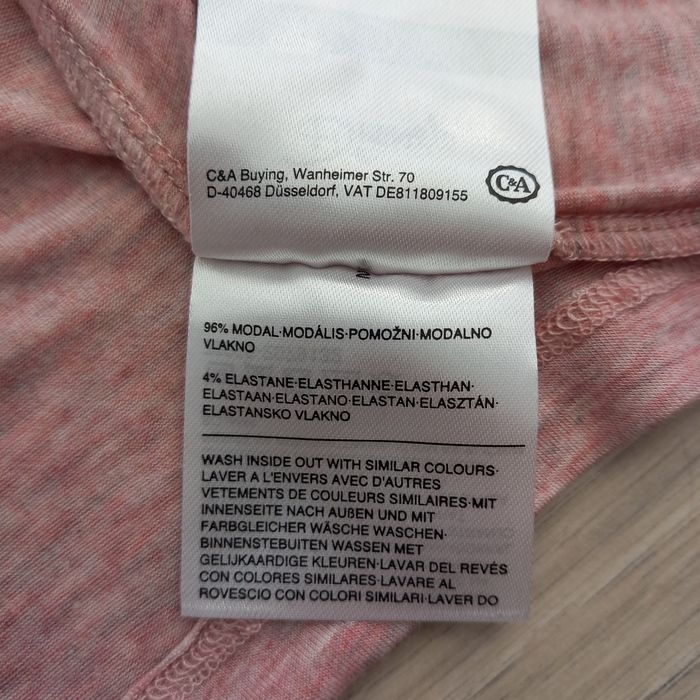 C&A Buying, Wanheimer Str. 70
D-40468 Düsseldorf, VAT DE811809155
C&A
96% MODAL·MODÁLIS·POMOŽNI·MODALNO
VLAKNO
4% ELASTANE·ELASTHANNE·ELASTHAN·
ELASTAAN·ELASTANO·ELASTAN·ELASZTÁN·
ELASTANSKO VLAKNO
WASH INSIDE OUT WITH SIMILAR COLOURS·
LAVER A L'ENVERS AVEC D'AUTRES
VETEMENTS DE COULEURS SIMILAIRES·MIT
INNENSEITE NACH AUßEN UND MIT
FARBGLEICHER WÄSCHE WASCHEN·
BINNENSTEBUITEN WASSEN MET
GELIJKAARDIGE KLEUREN·LAVAR DEL REVÉS
CON COLORES SIMILARES·LAVARE AL
ROVESCIO CON COLORI SIMILARI·LAVER DO